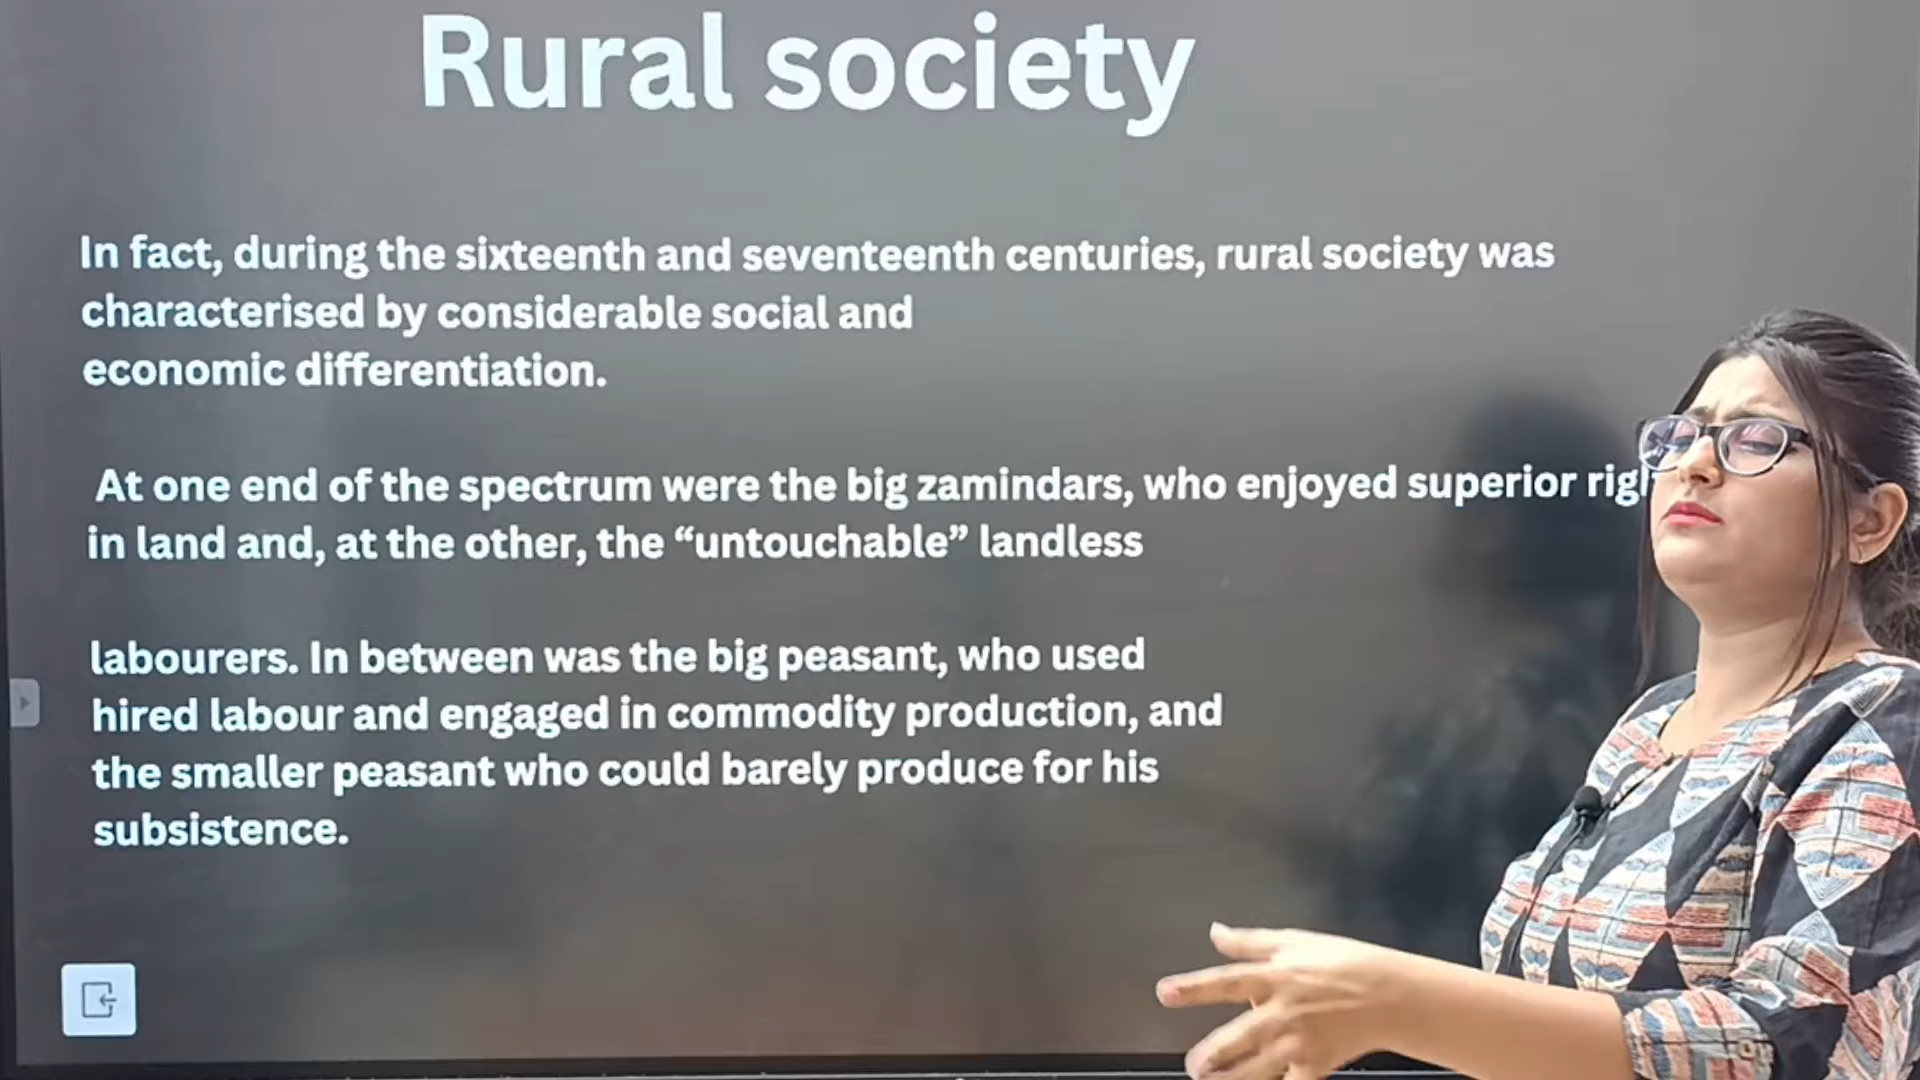 Rural society
In fact, during the sixteenth and seventeenth centuries, rural society was
characterised by considerable social and
economic differentiation.
At one end of the spectrum were the big zamindars, who enjoyed superior
in land and, at the other, the “untouchable” landless
labourers. In between was the big peasant, who used
hired labour and engaged in commodity production, and
the smaller peasant who could barely produce for his
subsistence.